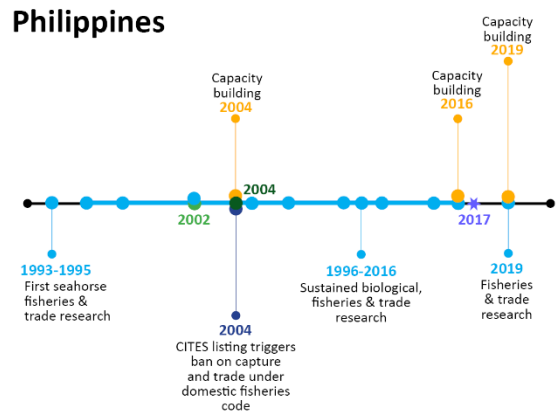 Philippines
Capacity
building
2004
Capacity
building
2016
Capacity
building
2019
2004
2002
2017
1993-1995
First seahorse
fisheries &
trade research
1996-2016
Sustained biological,
fisheries & trade
research
2019
Fisheries
& trade
research
2004
CITES listing triggers
ban on capture
and trade under
domestic fisheries
code